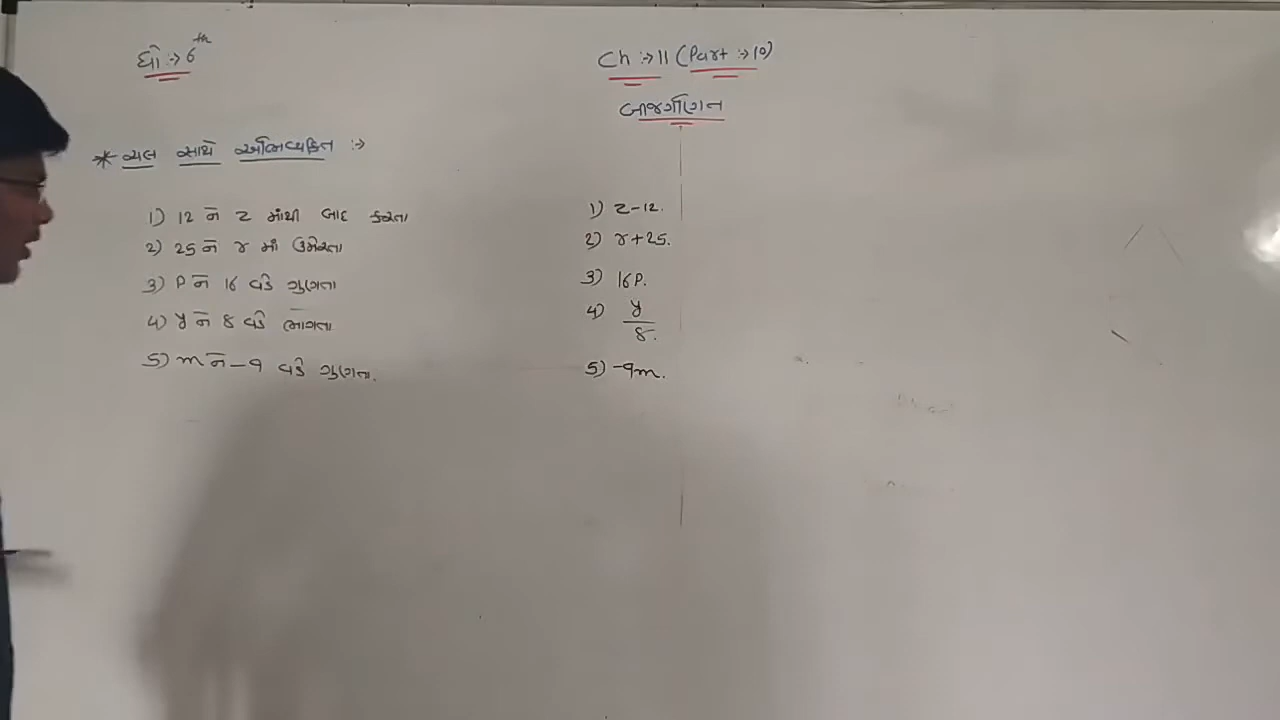 ધો :→ 6th
Ch :→ 11 (Part :→ 10)
બીજગણિત
* ચલ સાથે અભિવ્યક્તિ :→
1) 12 ને z માંથી બાદ કરતા
2) 25 ને r માં ઉમેરતા
3) P ને 16 વડે ગુણતા
4) y ને 8 વડે ભાગતા
5) m ને -9 વડે ગુણતા.
1) z-12.
2) r+25.
3) 16P.
4) y/8.
5) -9m.